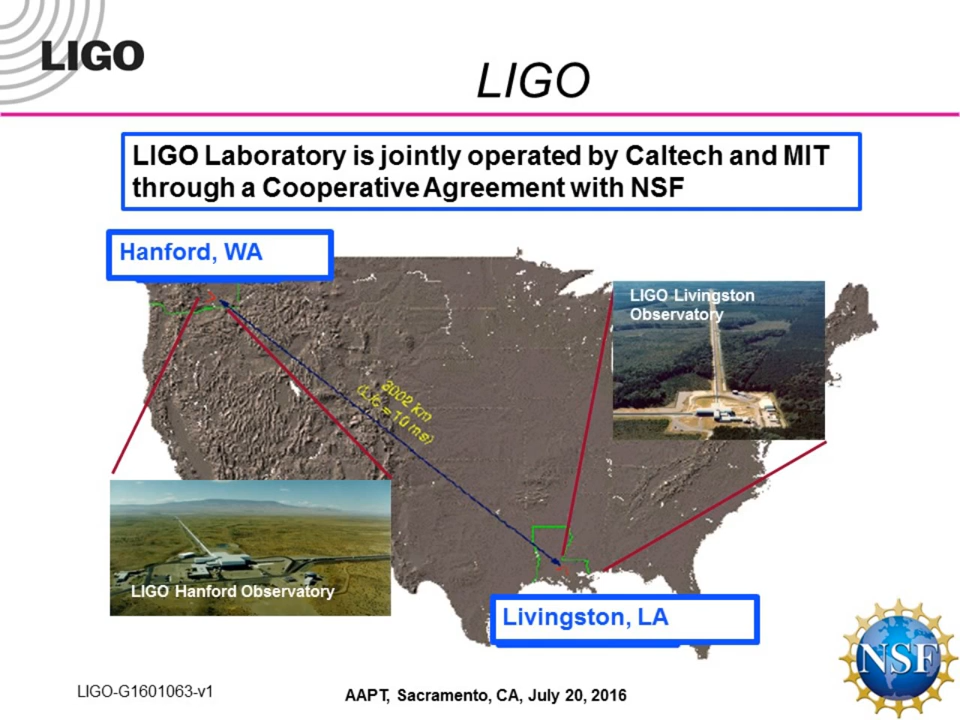 LIGO
LIGO
LIGO Laboratory is jointly operated by Caltech and MIT
through a Cooperative Agreement with NSF
Hanford, WA
LIGO Livingston
Observatory
3002 km
(L/c = 10 ms)
LIGO Hanford Observatory
Livingston, LA
NSF
LIGO-G1601063-v1
AAPT, Sacramento, CA, July 20, 2016